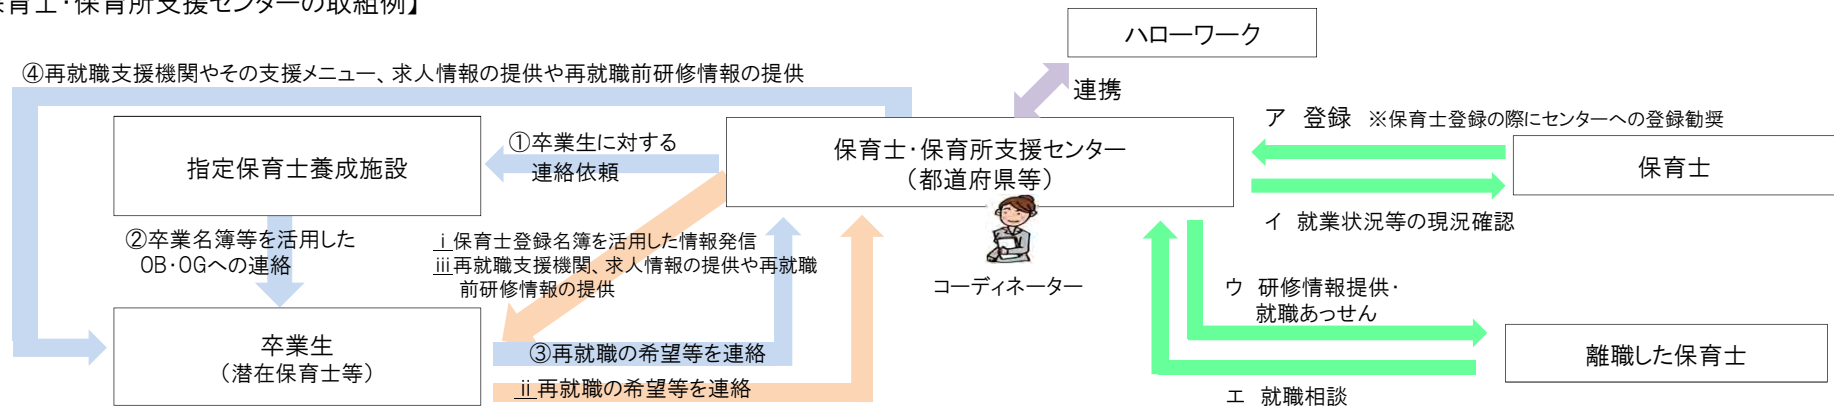 保育士・保育所支援センターの取組例】
ハローワーク
連携
④再就職支援機関やその支援メニュー、求人情報の提供や再就職前研修情報の提供
指定保育士養成施設
①卒業生に対する
連絡依頼
保育士・保育所支援センター
（都道府県等）
ア 登録 ※保育士登録の際にセンターへの登録勧奨
保育士
イ 就業状況等の現況確認
②卒業名簿等を活用した
OB・OGへの連絡
ⅰ保育士登録名簿を活用した情報発信
ⅲ再就職支援機関、求人情報の提供や再就職
前研修情報の提供
コーディネーター
ウ 研修情報提供・
就職あっせん
卒業生
（潜在保育士等）
③再就職の希望等を連絡
ⅱ再就職の希望等を連絡
離職した保育士
エ 就職相談